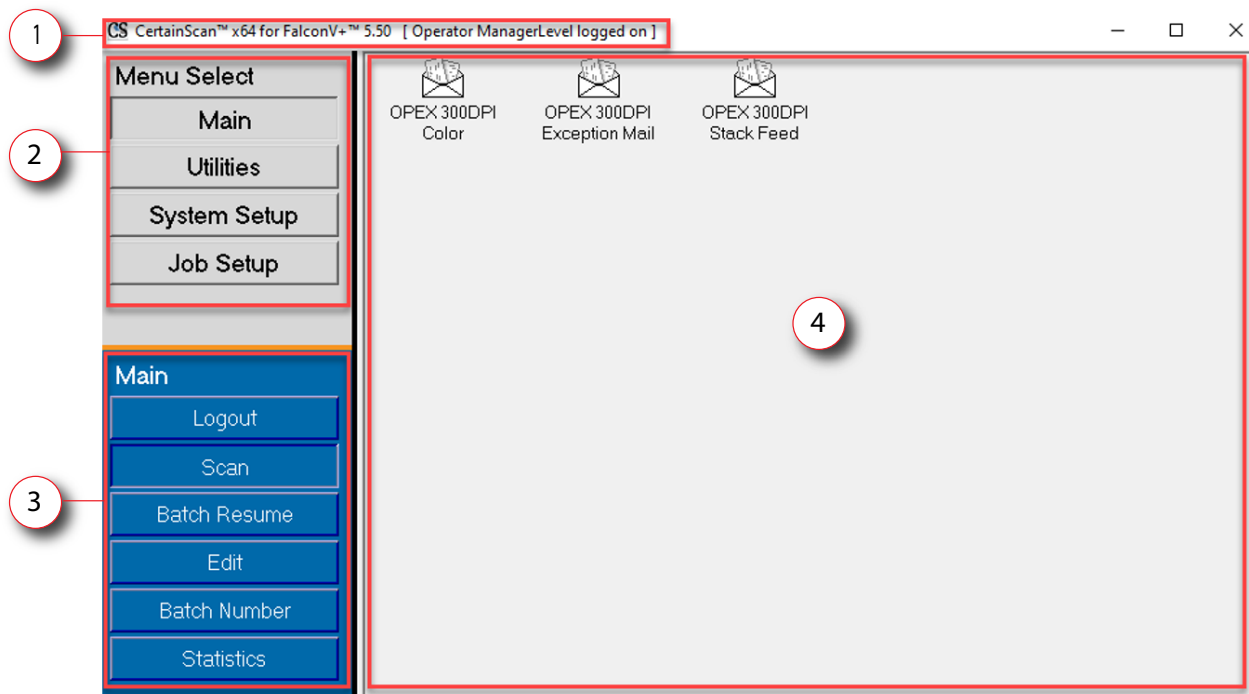 1
CS CertainScan™ x64 for FalconV+™ 5.50 [ Operator ManagerLevel logged on ]
2
Menu Select
Main
Utilities
System Setup
Job Setup
3
Main
Logout
Scan
Batch Resume
Edit
Batch Number
Statistics
OPEX 300DPI
Color
OPEX 300DPI
Exception Mail
OPEX 300DPI
Stack Feed
4